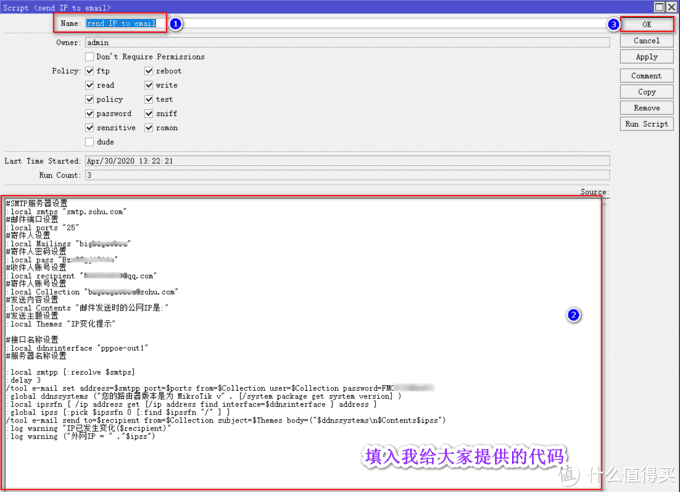 Script <send IP to email>
Name: send IP to email ① ③ OK
Owner: admin Cancel
Don't Require Permissions Apply
Policy: ftp reboot
read write Comment
policy test Copy
password sniff Remove
sensitive romon Run Script
dude
Last Time Started: Apr/30/2020 13:22:21
Run Count: 3
Source:
#SMTP服务器设置
:local smtps "smtp.sohu.com"
#邮件端口设置
:local ports "25"
#寄件人设置
:local Mailings "
#寄件人密码设置
:local pass "
#收件人账号设置
:local recipient " @qq.com"
#寄件人账号设置
:local Collection " @sohu.com"
#发送内容设置
:local Contents "邮件发送时的公网IP是:"
#发送主题设置
:local Themes "IP变化提示"
#接口名称设置
:local ddnsinterface "pppoe-out1"
#服务器名称设置
:local smtpp [:resolve $smtps]
:delay 3
/tool e-mail set address=$smtpp port=$ports from=$Collection user=$Collection password=FMC
:global ddnssystems ("您的路由器版本是为 MikroTik v" . [/system package get system version] )
:local ipssfn [ /ip address get [/ip address find interface=$ddnsinterface ] address ]
:global ipss [:pick $ipssfn 0 [:find $ipssfn "/" ] ]
/tool e-mail send to=$recipient from=$Collection subject=$Themes body=("$ddnssystems\n$Contents$ipss")
:log warning "IP已发生变化($recipient)"
:log warning ("外网IP = " ."$ipss")
②
填入我给大家提供的代码
值 什么值得买